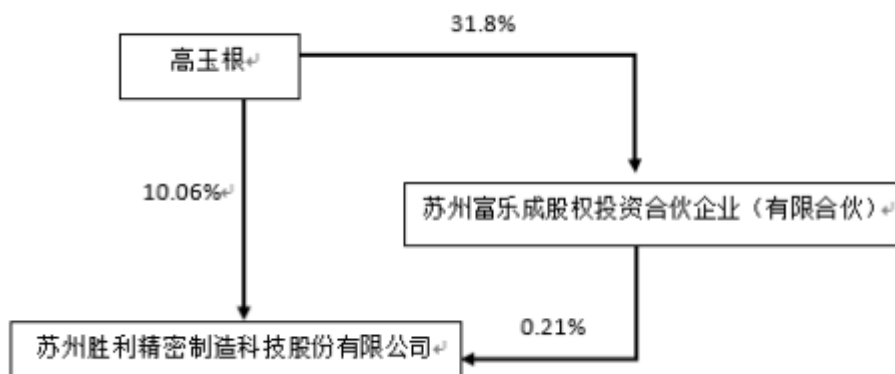 31.8%
高玉根
10.06%
苏州富乐成股权投资合伙企业（有限合伙）
0.21%
苏州胜利精密制造科技股份有限公司